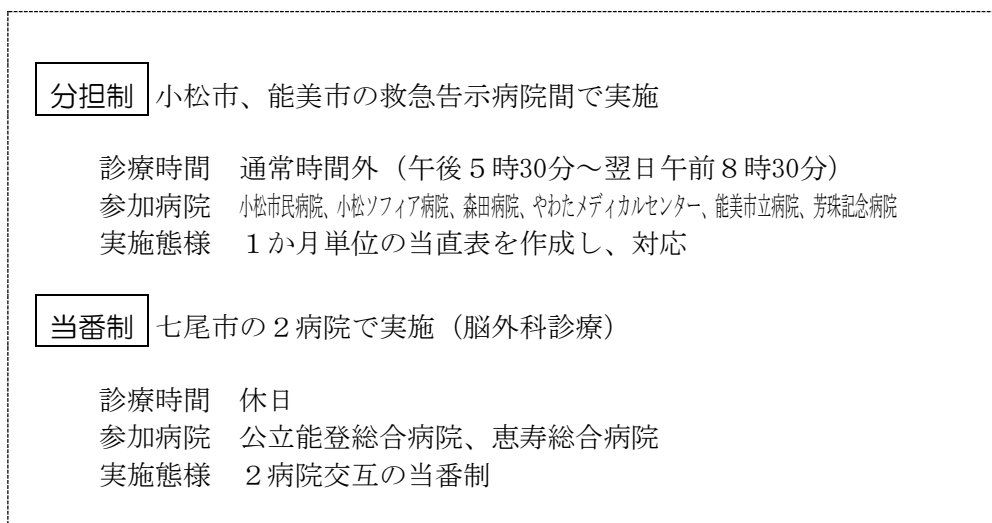 分担制 小松市、能美市の救急告示病院間で実施
診療時間　通常時間外（午後５時30分～翌日午前８時30分）
参加病院　小松市民病院、小松ソフィア病院、森田病院、やわたメディカルセンター、能美市立病院、芳珠記念病院
実施態様　１か月単位の当直表を作成し、対応
当番制 七尾市の２病院で実施（脳外科診療）
診療時間　休日
参加病院　公立能登総合病院、恵寿総合病院
実施態様　２病院交互の当番制